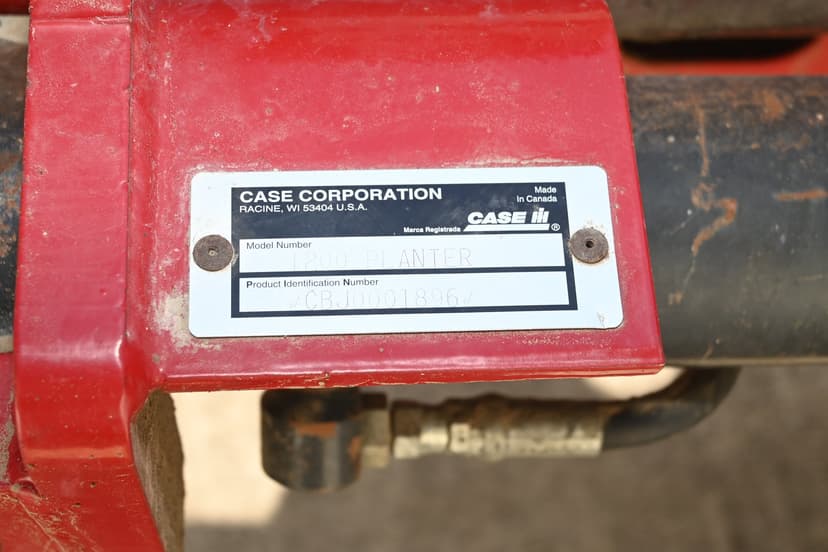 CASE CORPORATION
RACINE, WI 53404 U.S.A.
Made
in Canada
CASE IH
Marca Registrada ®
Model Number
1200 PLANTER
Product Identification Number
CBJ0001896